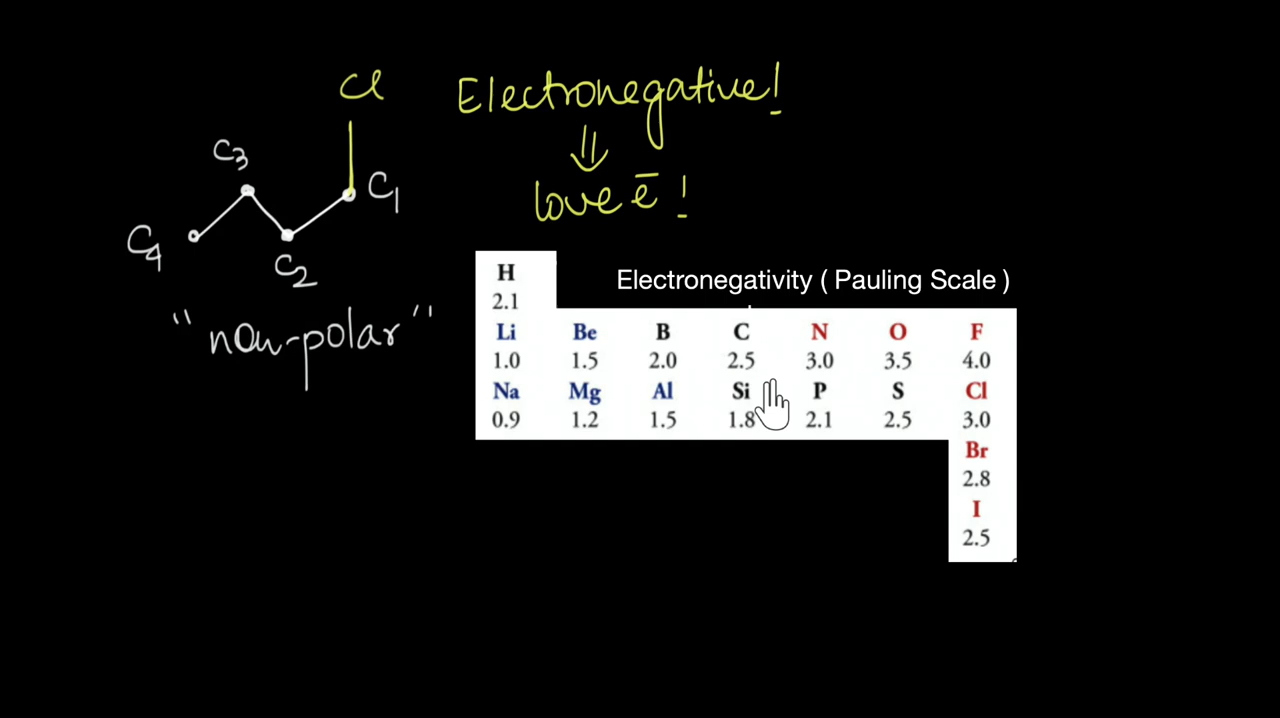 Cl
Electronegative!
⇓
love ē !
C3
C1
C4
C2
"non-polar"
Electronegativity ( Pauling Scale )
H
2.1
Li Be B C N O F
1.0 1.5 2.0 2.5 3.0 3.5 4.0
Na Mg Al Si P S Cl
0.9 1.2 1.5 1.8 2.1 2.5 3.0
Br
2.8
I
2.5